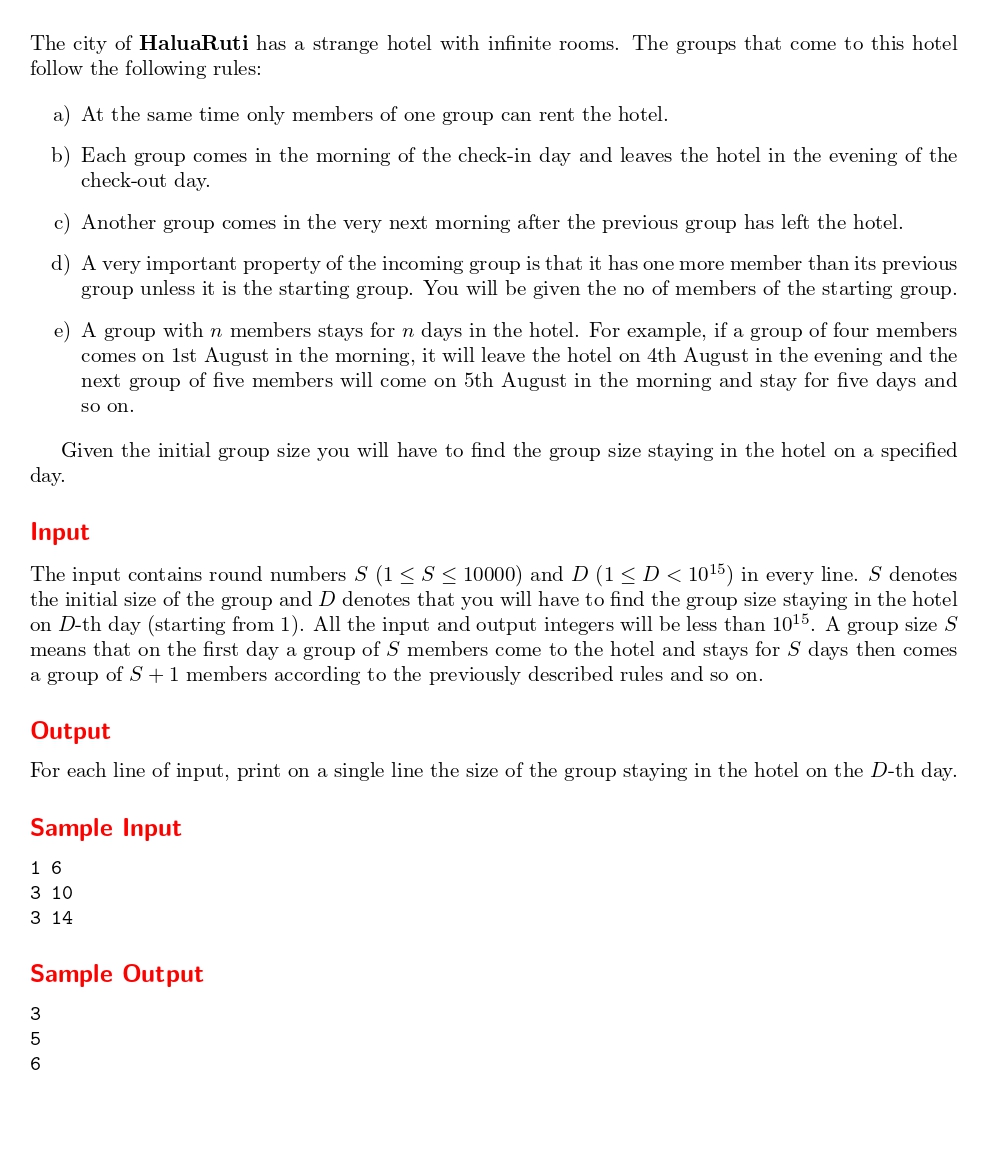 The city of HaluaRuti has a strange hotel with infinite rooms. The groups that come to this hotel
follow the following rules:
a) At the same time only members of one group can rent the hotel.
b) Each group comes in the morning of the check-in day and leaves the hotel in the evening of the
check-out day.
c) Another group comes in the very next morning after the previous group has left the hotel.
d) A very important property of the incoming group is that it has one more member than its previous
group unless it is the starting group. You will be given the no of members of the starting group.
e) A group with n members stays for n days in the hotel. For example, if a group of four members
comes on 1st August in the morning, it will leave the hotel on 4th August in the evening and the
next group of five members will come on 5th August in the morning and stay for five days and
so on.
Given the initial group size you will have to find the group size staying in the hotel on a specified
day.
Input
The input contains round numbers S (1 ≤ S ≤ 10000) and D (1 ≤ D < 10¹⁵) in every line. S denotes
the initial size of the group and D denotes that you will have to find the group size staying in the hotel
on D-th day (starting from 1). All the input and output integers will be less than 10¹⁵. A group size S
means that on the first day a group of S members come to the hotel and stays for S days then comes
a group of S + 1 members according to the previously described rules and so on.
Output
For each line of input, print on a single line the size of the group staying in the hotel on the D-th day.
Sample Input
1 6
3 10
3 14
Sample Output
3
5
6